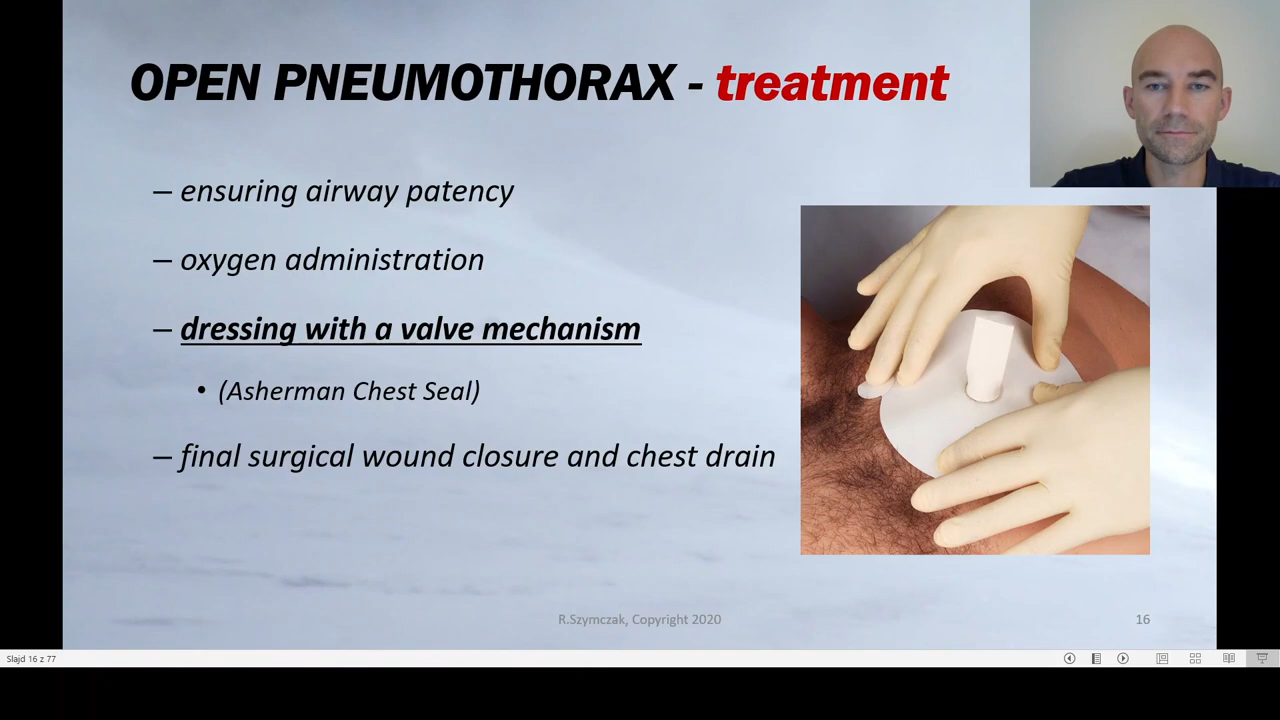 OPEN PNEUMOTHORAX - treatment
– ensuring airway patency
– oxygen administration
– dressing with a valve mechanism
• (Asherman Chest Seal)
– final surgical wound closure and chest drain
R.Szymczak, Copyright 2020
16
Slajd 16 z 77